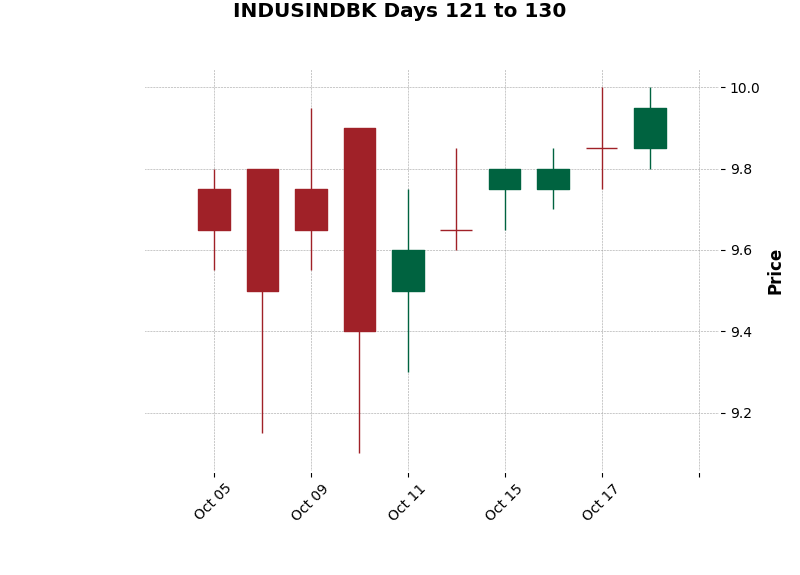 INDUSINDBK Days 121 to 130
10.0
9.8
9.6
9.4
9.2
Price
Oct 05
Oct 09
Oct 11
Oct 15
Oct 17